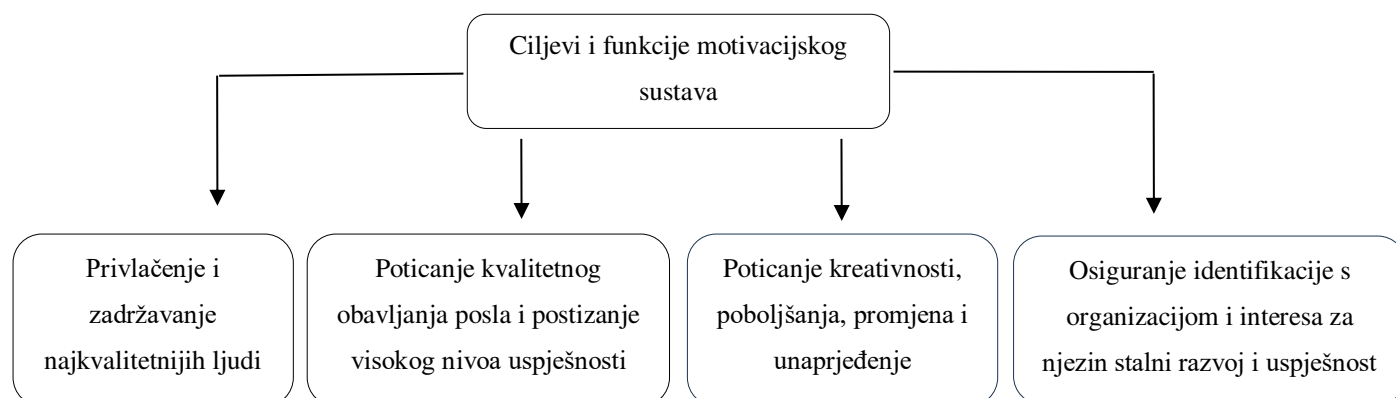 Ciljevi i funkcije motivacijskog
sustava
Privlačenje i
zadržavanje
najkvalitetnijih ljudi
Poticanje kvalitetnog
obavljanja posla i postizanje
visokog nivoa uspješnosti
Poticanje kreativnosti,
poboljšanja, promjena i
unaprjeđenje
Osiguranje identifikacije s
organizacijom i interesa za
njezin stalni razvoj i uspješnost